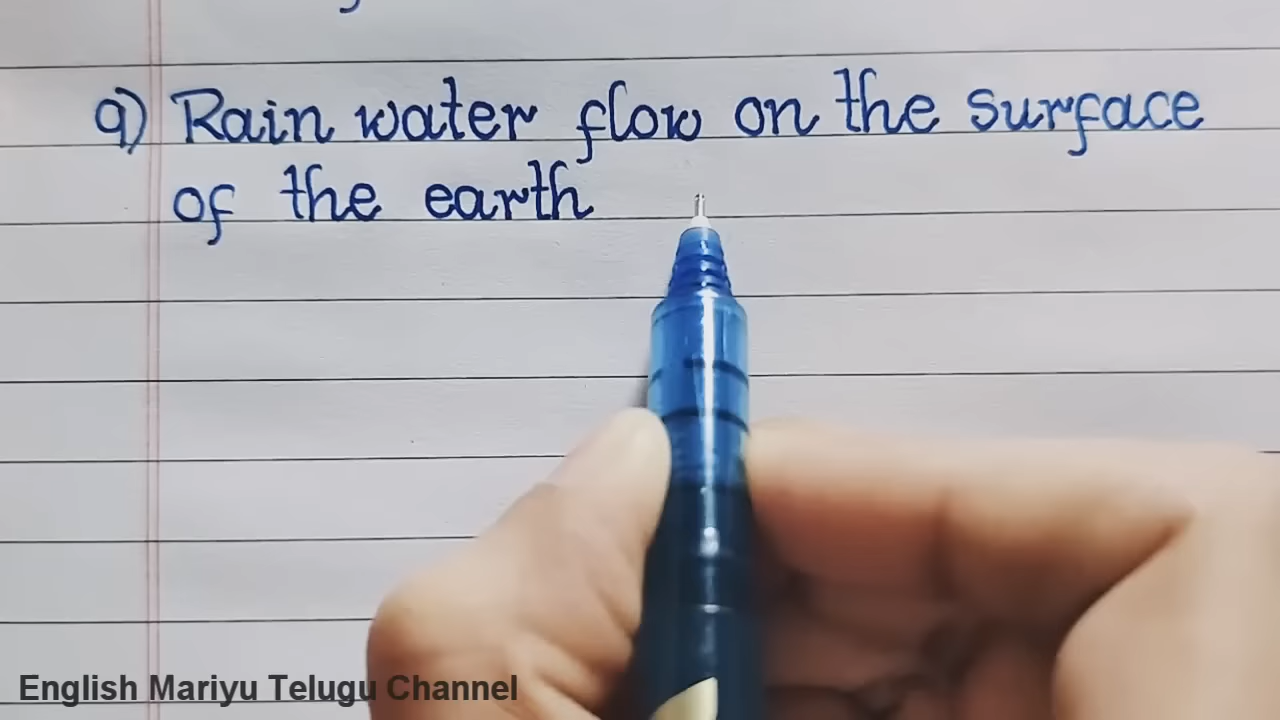 9) Rain water flow on the surface
of the earth
English Mariyu Telugu Channel